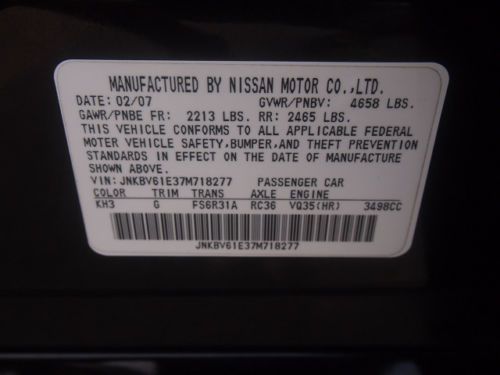 MANUFACTURED BY NISSAN MOTOR CO.,LTD.
DATE: 02/07 GVWR/PNBV: 4658 LBS.
GAWR/PNBE FR: 2213 LBS. RR: 2465 LBS.
THIS VEHICLE CONFORMS TO ALL APPLICABLE FEDERAL
MOTER VEHICLE SAFETY,BUMPER,AND THEFT PREVENTION
STANDARDS IN EFFECT ON THE DATE OF MANUFACTURE
SHOWN ABOVE.
VIN: JNKBV61E37M718277 PASSENGER CAR
COLOR TRIM TRANS AXLE ENGINE
KH3 G FS6R31A RC36 VQ35(HR) 3498CC
JNKBV61E37M718277